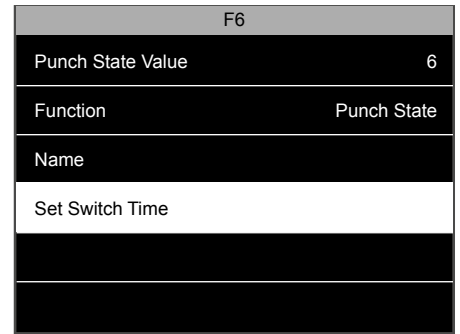 F6
Punch State Value 6
Function Punch State
Name
Set Switch Time